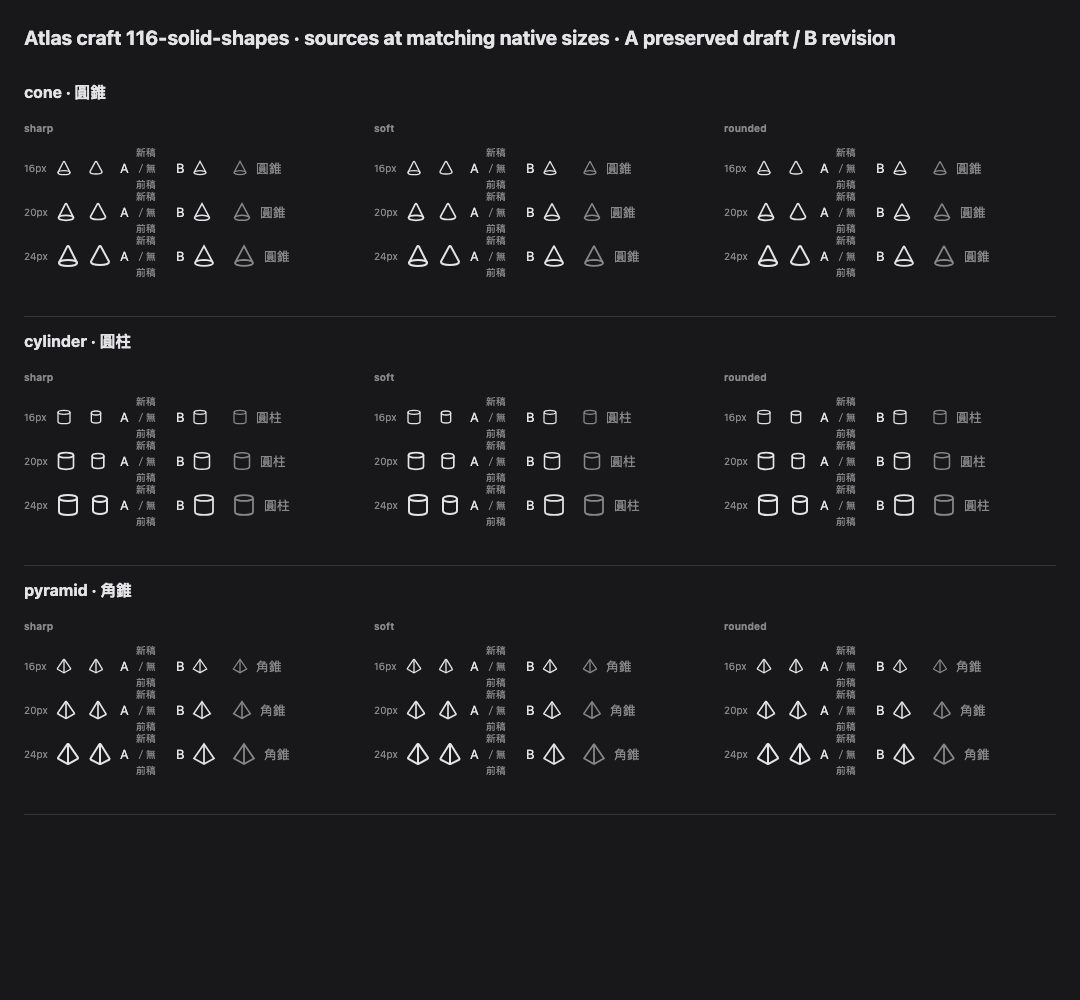 Atlas craft 116-solid-shapes · sources at matching native sizes · A preserved draft / B revision
cone · 圓錐
sharp
16px A 新稿 / 無前稿 B 圓錐
20px A 新稿 / 無前稿 B 圓錐
24px A 新稿 / 無前稿 B 圓錐
soft
16px A 新稿 / 無前稿 B 圓錐
20px A 新稿 / 無前稿 B 圓錐
24px A 新稿 / 無前稿 B 圓錐
rounded
16px A 新稿 / 無前稿 B 圓錐
20px A 新稿 / 無前稿 B 圓錐
24px A 新稿 / 無前稿 B 圓錐
cylinder · 圓柱
sharp
16px A 新稿 / 無前稿 B 圓柱
20px A 新稿 / 無前稿 B 圓柱
24px A 新稿 / 無前稿 B 圓柱
soft
16px A 新稿 / 無前稿 B 圓柱
20px A 新稿 / 無前稿 B 圓柱
24px A 新稿 / 無前稿 B 圓柱
rounded
16px A 新稿 / 無前稿 B 圓柱
20px A 新稿 / 無前稿 B 圓柱
24px A 新稿 / 無前稿 B 圓柱
pyramid · 角錐
sharp
16px A 新稿 / 無前稿 B 角錐
20px A 新稿 / 無前稿 B 角錐
24px A 新稿 / 無前稿 B 角錐
soft
16px A 新稿 / 無前稿 B 角錐
20px A 新稿 / 無前稿 B 角錐
24px A 新稿 / 無前稿 B 角錐
rounded
16px A 新稿 / 無前稿 B 角錐
20px A 新稿 / 無前稿 B 角錐
24px A 新稿 / 無前稿 B 角錐